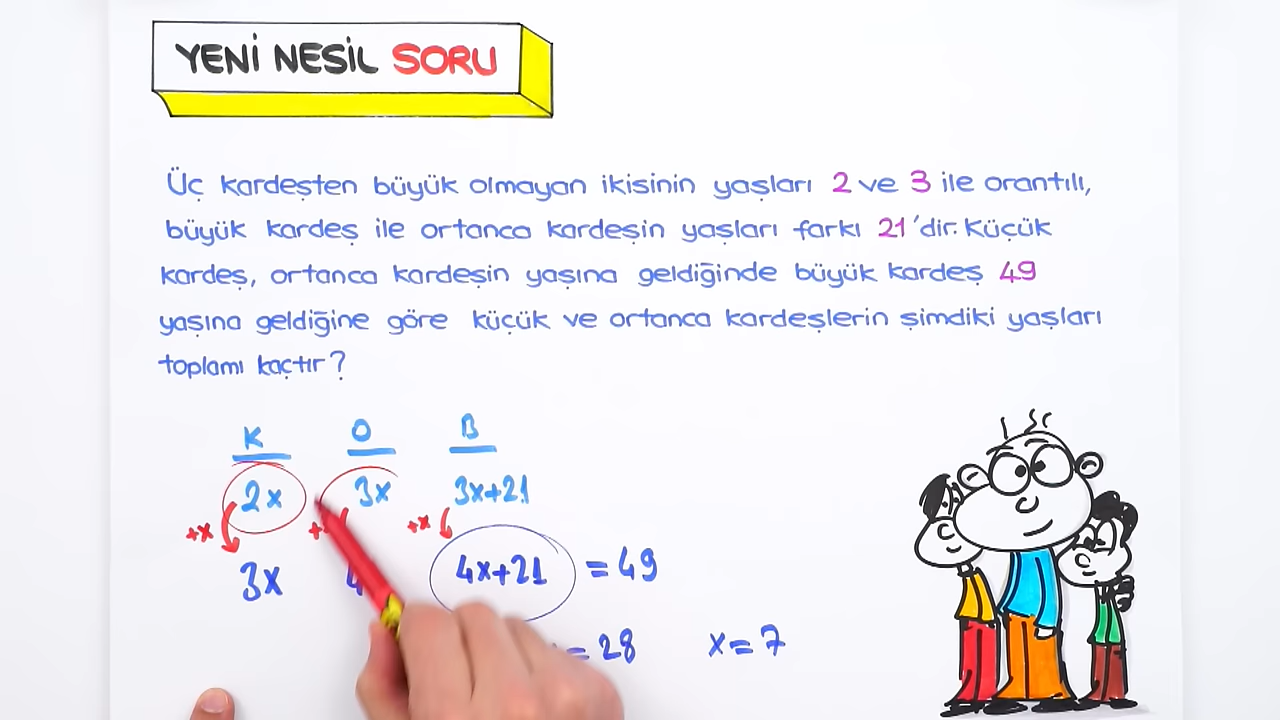 YENİ NESİL SORU
Üç kardeşten büyük olmayan ikisinin yaşları 2 ve 3 ile orantılı,
büyük kardeş ile ortanca kardeşin yaşları farkı 21'dir. Küçük
kardeş, ortanca kardeşin yaşına geldiğinde büyük kardeş 49
yaşına geldiğine göre küçük ve ortanca kardeşlerin şimdiki yaşları
toplamı kaçtır?
K O B
2x 3x 3x+21
+x +x
3x 4x+21 = 49
= 28 x = 7